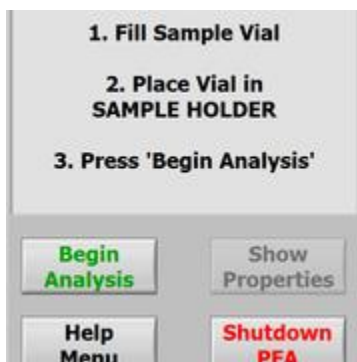 1. Fill Sample Vial
2. Place Vial in
SAMPLE HOLDER
3. Press 'Begin Analysis'
Begin
Analysis
Show
Properties
Help
Menu
Shutdown
PFA